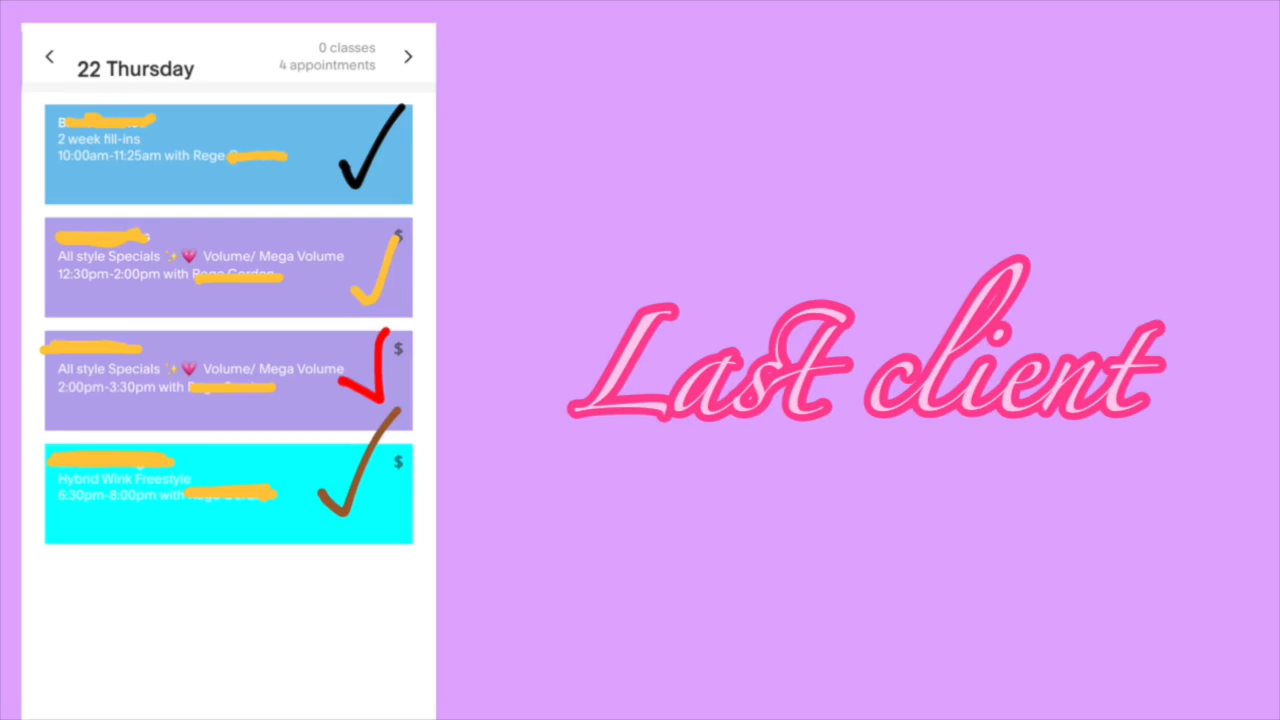 22 Thursday
0 classes
4 appointments
2 week fill-ins
10:00am-11:25am with Rege
$
All style Specials ✨💗 Volume/ Mega Volume
12:30pm-2:00pm with
$
All style Specials ✨💗 Volume/ Mega Volume
2:00pm-3:30pm with
$
Hybrid Wink Freestyle
6:30pm-8:00pm with
Last client